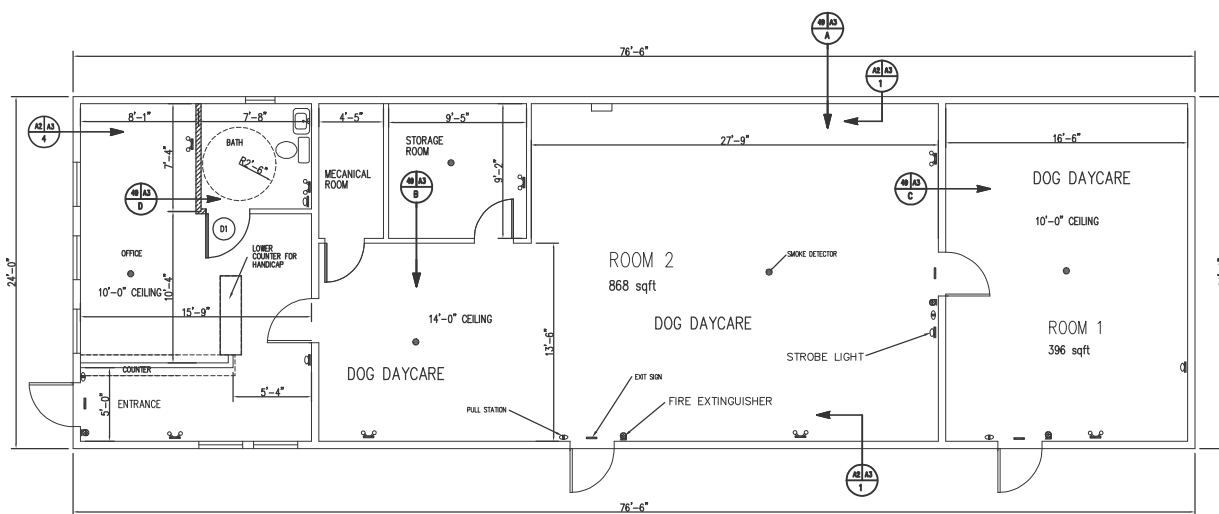 76'-6"
40 A3
A
A2 A3
1
A2 A3
4
8'-1"
7'-8"
4'-5"
9'-5"
27'-9"
16'-6"
BATH
R2'-6"
7'-4"
MECANICAL
ROOM
STORAGE
ROOM
9'-2"
40 A3
B
40 A3
C
DOG DAYCARE
10'-0" CEILING
40 A3
D
D1
OFFICE
10'-0" CEILING
10'-4"
LOWER
COUNTER FOR
HANDICAP
24'-0"
15'-9"
14'-0" CEILING
13'-6"
DOG DAYCARE
ROOM 2
868 sqft
SMOKE DETECTOR
DOG DAYCARE
STROBE LIGHT
ROOM 1
396 sqft
COUNTER
5'-4"
5'-0"
ENTRANCE
PULL STATION
EXIT SIGN
FIRE EXTINGUISHER
A2 A3
1
76'-6"